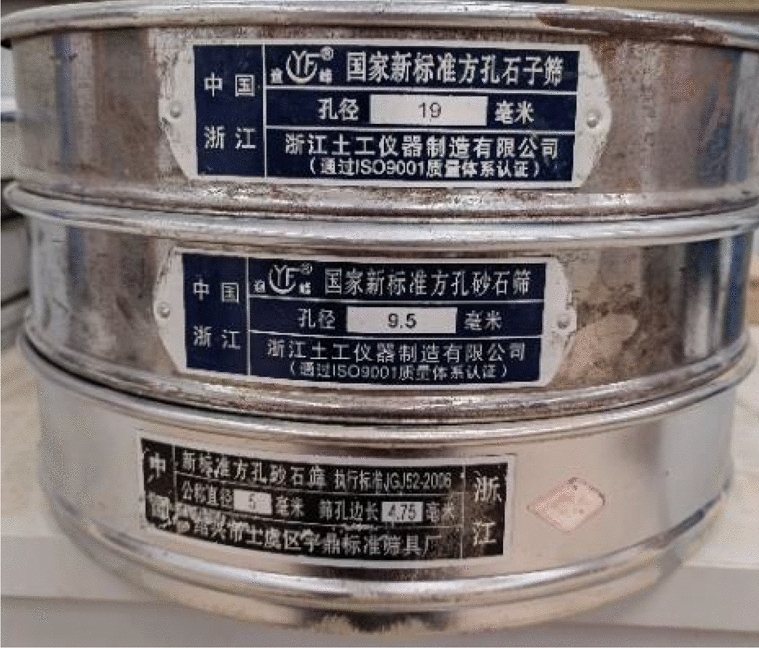 中国
浙江
YF®
国家新标准方孔石子筛
孔径 19 毫米
浙江土工仪器制造有限公司
(通过ISO9001质量体系认证)
中国
浙江
YF®
国家新标准方孔砂石筛
孔径 9.5 毫米
浙江土工仪器制造有限公司
(通过ISO9001质量体系认证)
中国
新标准方孔砂石筛 执行标准JGJ52-2006
公称直径 5 毫米 筛孔边长 4.75 毫米
绍兴市上虞区宇鼎标准筛具厂
浙江